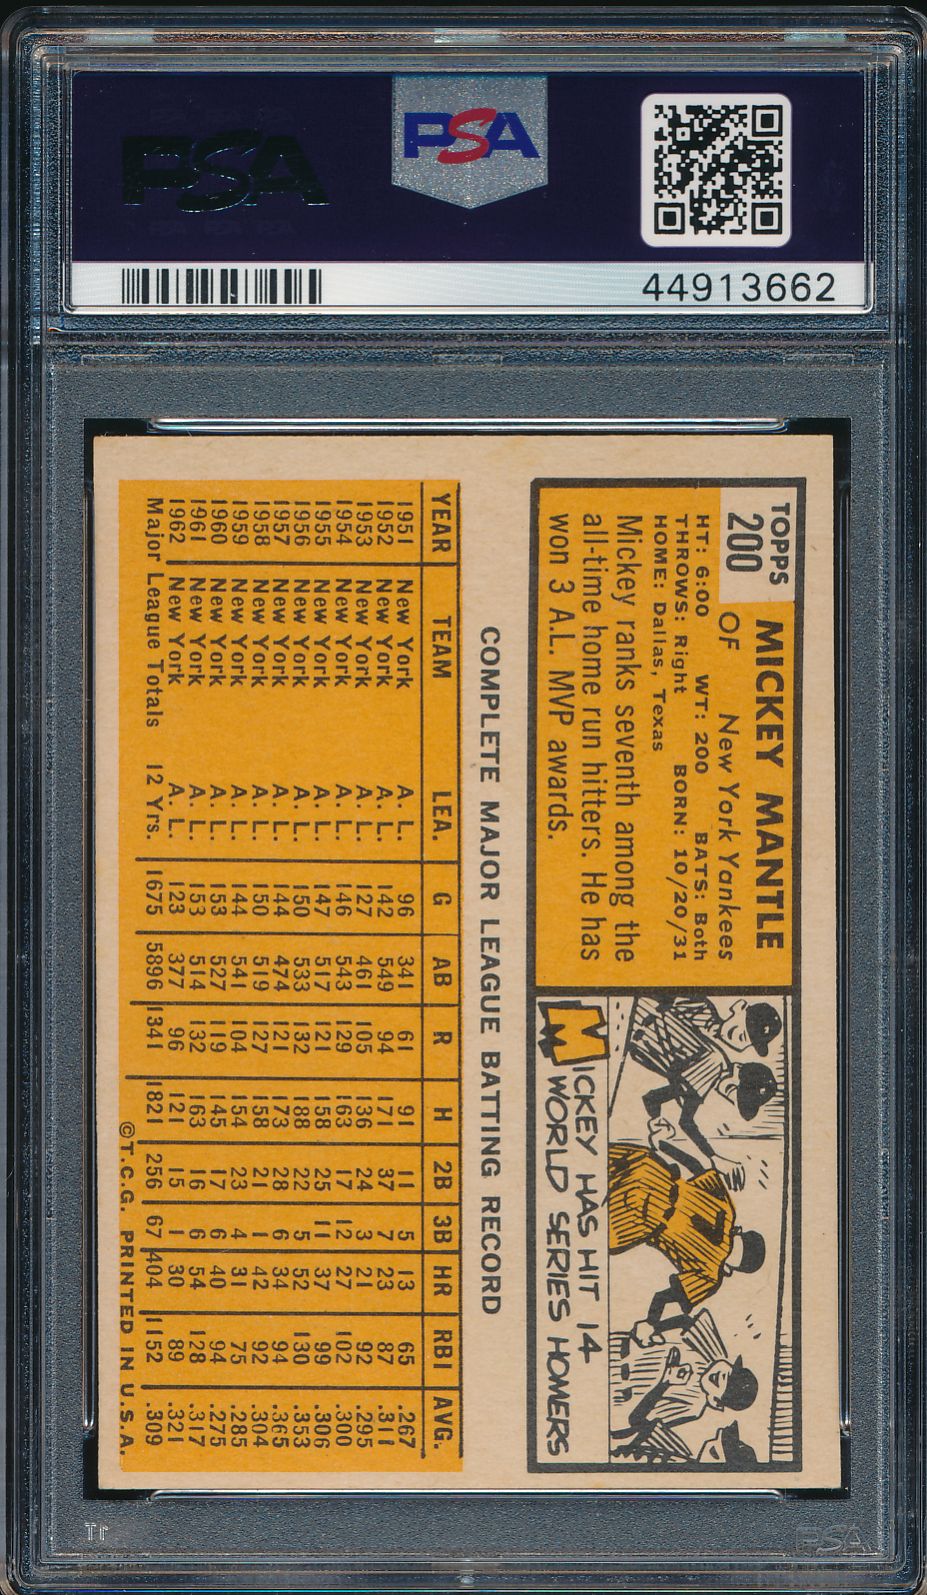 PSA
PSA
44913662
TOPPS
200
MICKEY MANTLE
OF New York Yankees
HT: 6:00 WT: 200 BATS: Both
THROWS: Right BORN: 10/20/31
HOME: Dallas, Texas
Mickey ranks seventh among the
all-time home run hitters. He has
won 3 A.L. MVP awards.
MICKEY HAS HIT 14
WORLD SERIES HOMERS
COMPLETE MAJOR LEAGUE BATTING RECORD
YEAR TEAM LEA. G AB R H 2B 3B HR RBI AVG.
1951 New York A. L. 96 341 61 91 11 5 13 65 .267
1952 New York A. L. 142 549 94 171 37 7 23 87 .311
1953 New York A. L. 127 461 105 136 24 3 21 92 .295
1954 New York A. L. 146 543 129 163 17 12 27 102 .300
1955 New York A. L. 147 517 121 158 25 11 37 99 .306
1956 New York A. L. 150 533 132 188 22 5 52 130 .353
1957 New York A. L. 144 474 121 173 28 6 34 94 .365
1958 New York A. L. 150 519 127 158 21 1 42 92 .304
1959 New York A. L. 144 541 104 154 23 4 31 75 .285
1960 New York A. L. 153 527 119 145 17 6 40 94 .275
1961 New York A. L. 153 514 132 163 16 6 54 128 .317
1962 New York A. L. 123 377 96 121 15 1 30 89 .321
Major League Totals 12 Yrs. 1675 5896 1341 1821 256 67 404 1152 .309
©T.C.G. PRINTED IN U.S.A.
PSA